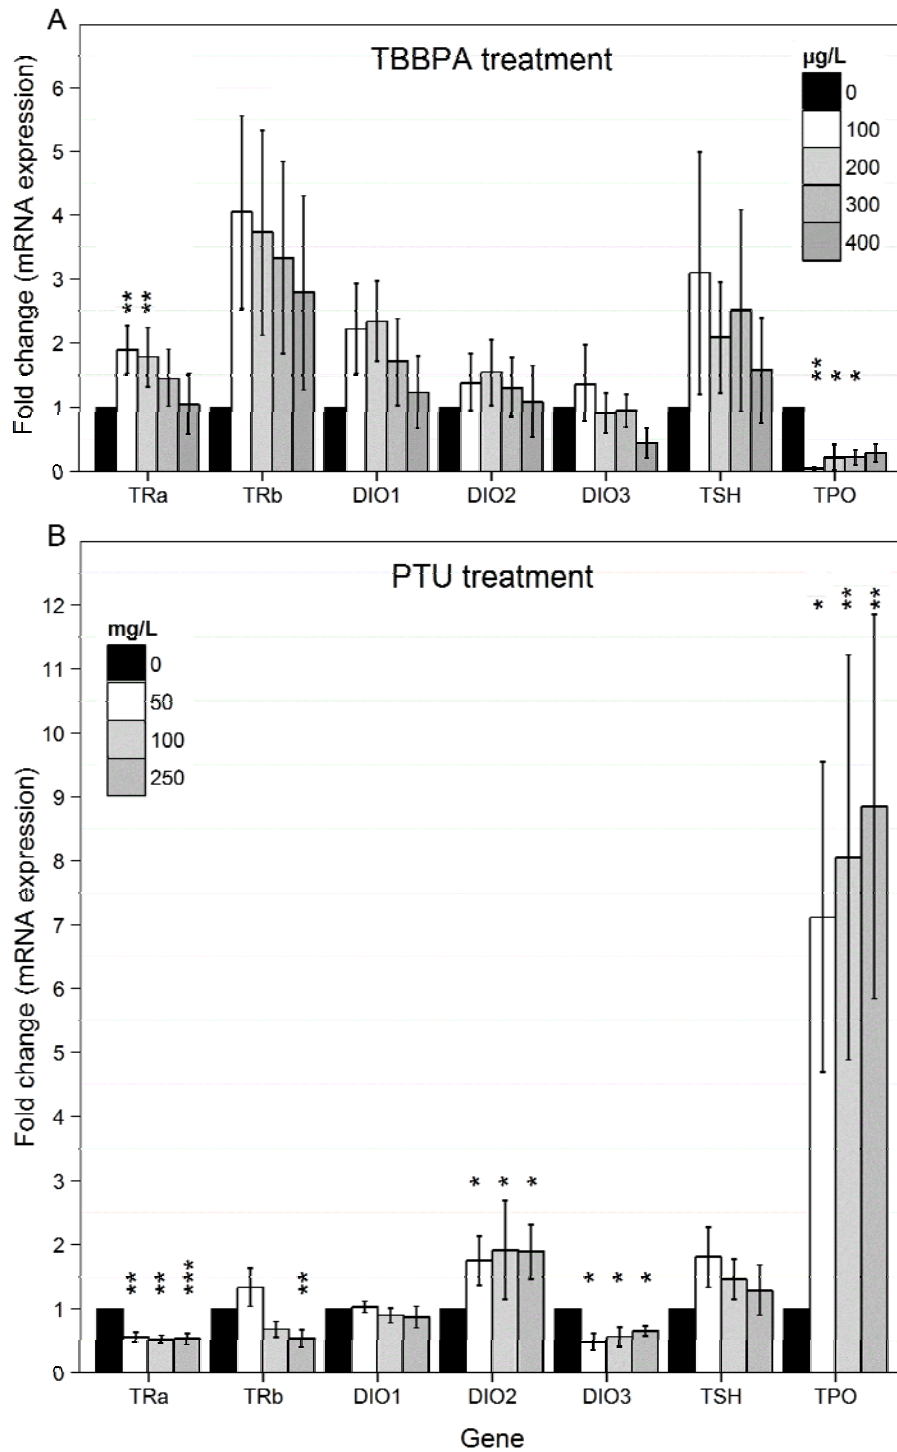 A
TBBPA treatment
µg/L
0
100
200
300
400
Fold change (mRNA expression)
6
5
4
3
2
1
0
** **
** * *
TRa TRb DIO1 DIO2 DIO3 TSH TPO
B
PTU treatment
mg/L
0
50
100
250
Fold change (mRNA expression)
12
11
10
9
8
7
6
5
4
3
2
1
0
* ** **
* * *
** ** *** ** * * *
TRa TRb DIO1 DIO2 DIO3 TSH TPO
Gene